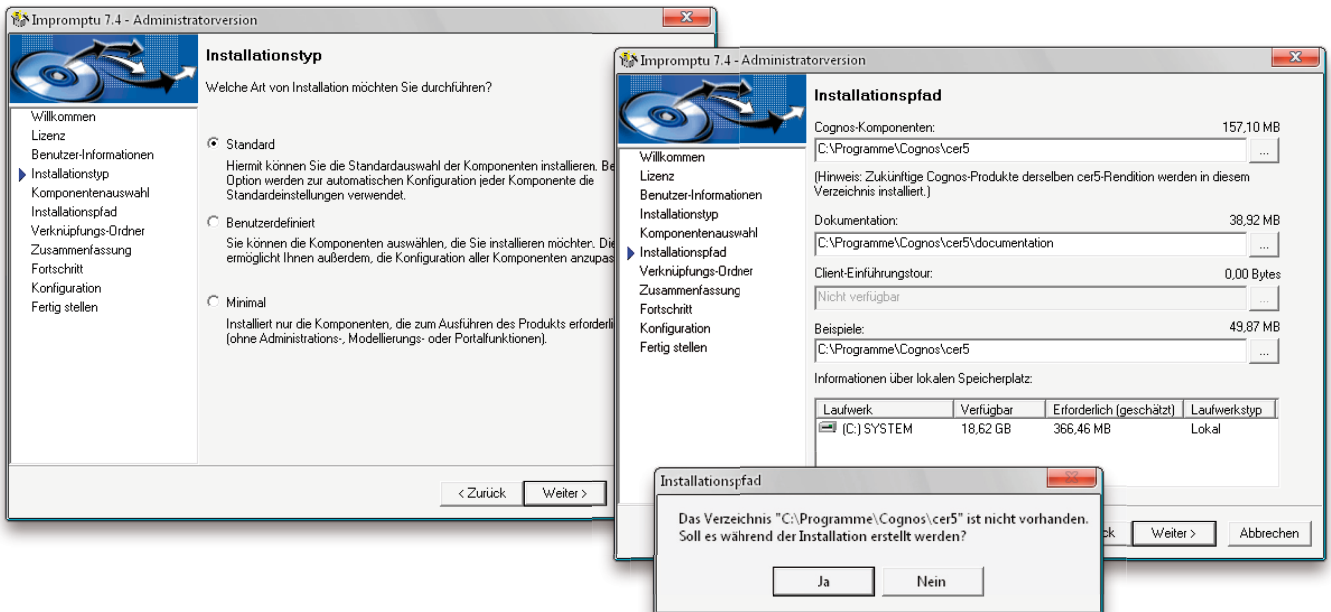 Impromptu 7.4 - Administratorversion
Installationstyp
Welche Art von Installation möchten Sie durchführen?
Willkommen
Lizenz
Benutzer-Informationen
Installationstyp
Komponentenauswahl
Installationspfad
Verknüpfungs-Ordner
Zusammenfassung
Fortschritt
Konfiguration
Fertig stellen
Standard
Hiermit können Sie die Standardauswahl der Komponenten installieren. Be
Option werden zur automatischen Konfiguration jeder Komponente die
Standardeinstellungen verwendet.
Benutzerdefiniert
Sie können die Komponenten auswählen, die Sie installieren möchten. Die
ermöglicht Ihnen außerdem, die Konfiguration aller Komponenten anzupas
Minimal
Installiert nur die Komponenten, die zum Ausführen des Produkts erforderli
(ohne Administrations-, Modellierungs- oder Portalfunktionen).
< Zurück Weiter >
Impromptu 7.4 - Administratorversion
Installationspfad
Willkommen
Lizenz
Benutzer-Informationen
Installationstyp
Komponentenauswahl
Installationspfad
Verknüpfungs-Ordner
Zusammenfassung
Fortschritt
Konfiguration
Fertig stellen
Cognos-Komponenten: 157,10 MB
C:\Programme\Cognos\cer5 ...
(Hinweis: Zukünftige Cognos-Produkte derselben cer5-Rendition werden in diesem
Verzeichnis installiert.)
Dokumentation: 38,92 MB
C:\Programme\Cognos\cer5\documentation ...
Client-Einführungstour: 0,00 Bytes
Nicht verfügbar ...
Beispiele: 49,87 MB
C:\Programme\Cognos\cer5 ...
Informationen über lokalen Speicherplatz:
Laufwerk Verfügbar Erforderlich (geschätzt) Laufwerkstyp
(C:) SYSTEM 18,62 GB 366,46 MB Lokal
ck Weiter > Abbrechen
Installationspfad
Das Verzeichnis "C:\Programme\Cognos\cer5" ist nicht vorhanden.
Soll es während der Installation erstellt werden?
Ja Nein